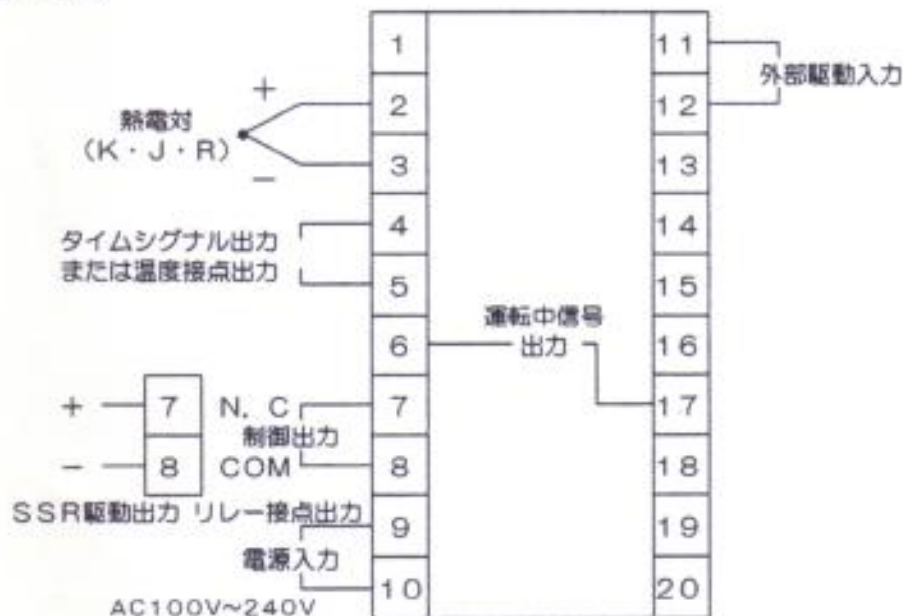 1
11
外部駆動入力
+
2
12
熱電対
(K・J・R)
3
13
−
タイムシグナル出力
または温度接点出力
4
14
5
15
運転中信号
出力
6
16
+
7
N. C
7
17
制御出力
−
8
COM
8
18
SSR駆動出力 リレー接点出力
9
19
電源入力
10
20
AC100V~240V